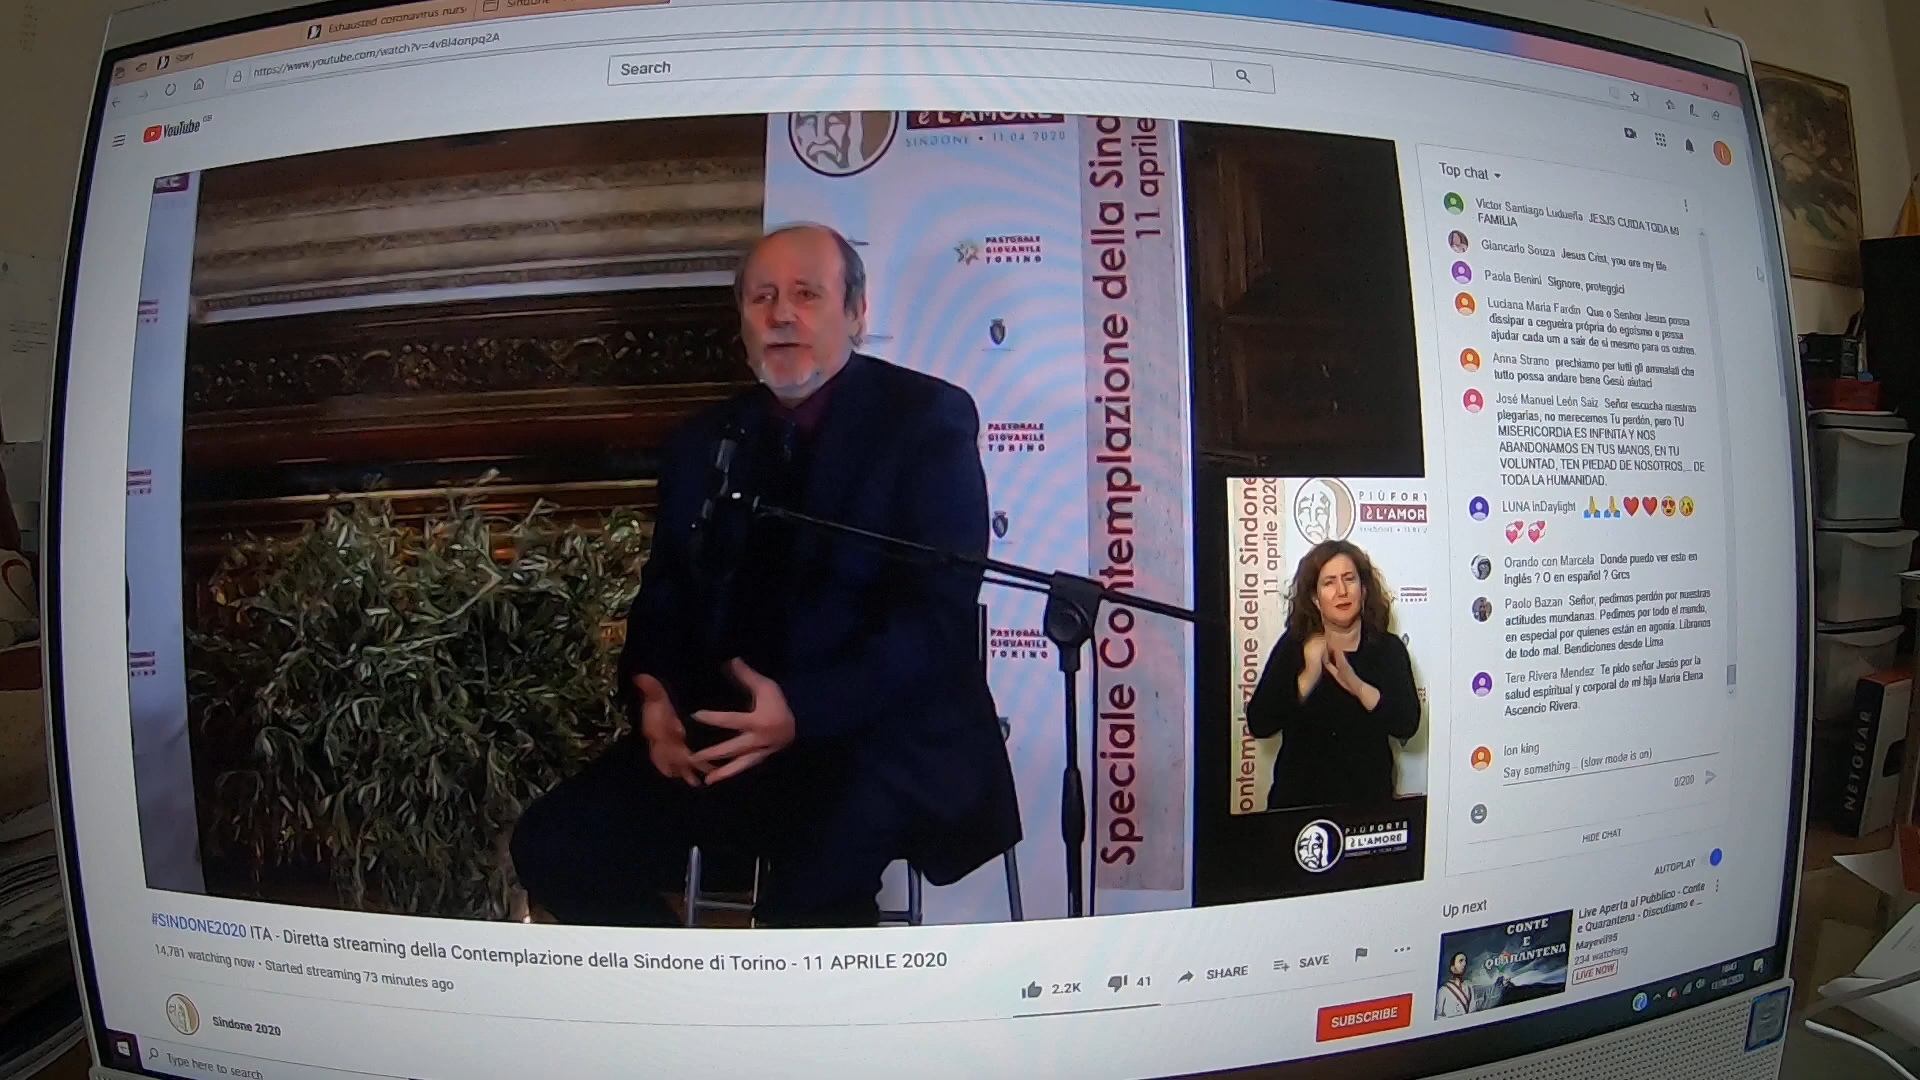 Exhausted coronavirus nurs
Start
https://www.youtube.com/watch?v=4vBl4onpq2A
YouTube GB
Search
È L'AMORE
SINDONE • 11.04.2020
PASTORALE
GIOVANILE
TORINO
PASTORALE
GIOVANILE
TORINO
PASTORALE
GIOVANILE
TORINO
Speciale Contemplazione della Sind
11 aprile
PIÙ FORT
È L'AMOR
ontemplazione della Sindone
11 aprile 2020
PIÙ FORTE
È L'AMORE
Top chat
Victor Santiago Ludueña JESJS CUIDA TODA MI
FAMILIA
Giancarlo Souza Jesus Crist, you are my life
Paola Benini Signore, proteggici
Luciana Maria Fardin Que o Senhor Jesus possa
dissipar a cegueira própria do egoísmo e possa
ajudar cada um a sair de si mesmo para os outros.
Anna Strano prechiamo per tutti gli ammalati che
tutto possa andare bene Gesù aiutaci
José Manuel León Saiz Señor escucha nuestras
plegarias, no merecemos Tu perdón, pero TU
MISERICORDIA ES INFINITA Y NOS
ABANDONAMOS EN TUS MANOS, EN TU
VOLUNTAD, TEN PIEDAD DE NOSOTROS,... DE
TODA LA HUMANIDAD.
LUNA InDaylight 🙏🙏❤️❤️😍😢
💞💞
Orando con Marcela Donde puedo ver esto en
inglés ? O en español ? Grcs
Paolo Bazan Señor, pedimos perdón por nuestras
actitudes mundanas. Pedimos por todo el mundo,
en especial por quienes están en agonía. Líbranos
de todo mal. Bendiciones desde Lima
Tere Rivera Mendez Te pido señor Jesús por la
salud espiritual y corporal de mi hija María Elena
Ascencio Rivera.
Ion king
Say something... (slow mode is on)
0/200
HIDE CHAT
#SINDONE2020 ITA - Diretta streaming della Contemplazione della Sindone di Torino - 11 APRILE 2020
14,781 watching now • Started streaming 73 minutes ago
2.2K
41
SHARE
SAVE
Sindone 2020
SUBSCRIBE
AUTOPLAY
Up next
CONTE
E
QUARANTENA
Live Aperta al Pubblico - Conte
e Quarantena - Discutiamo e ...
Mayevil95
234 watching
LIVE NOW
Type here to search
NETGEAR